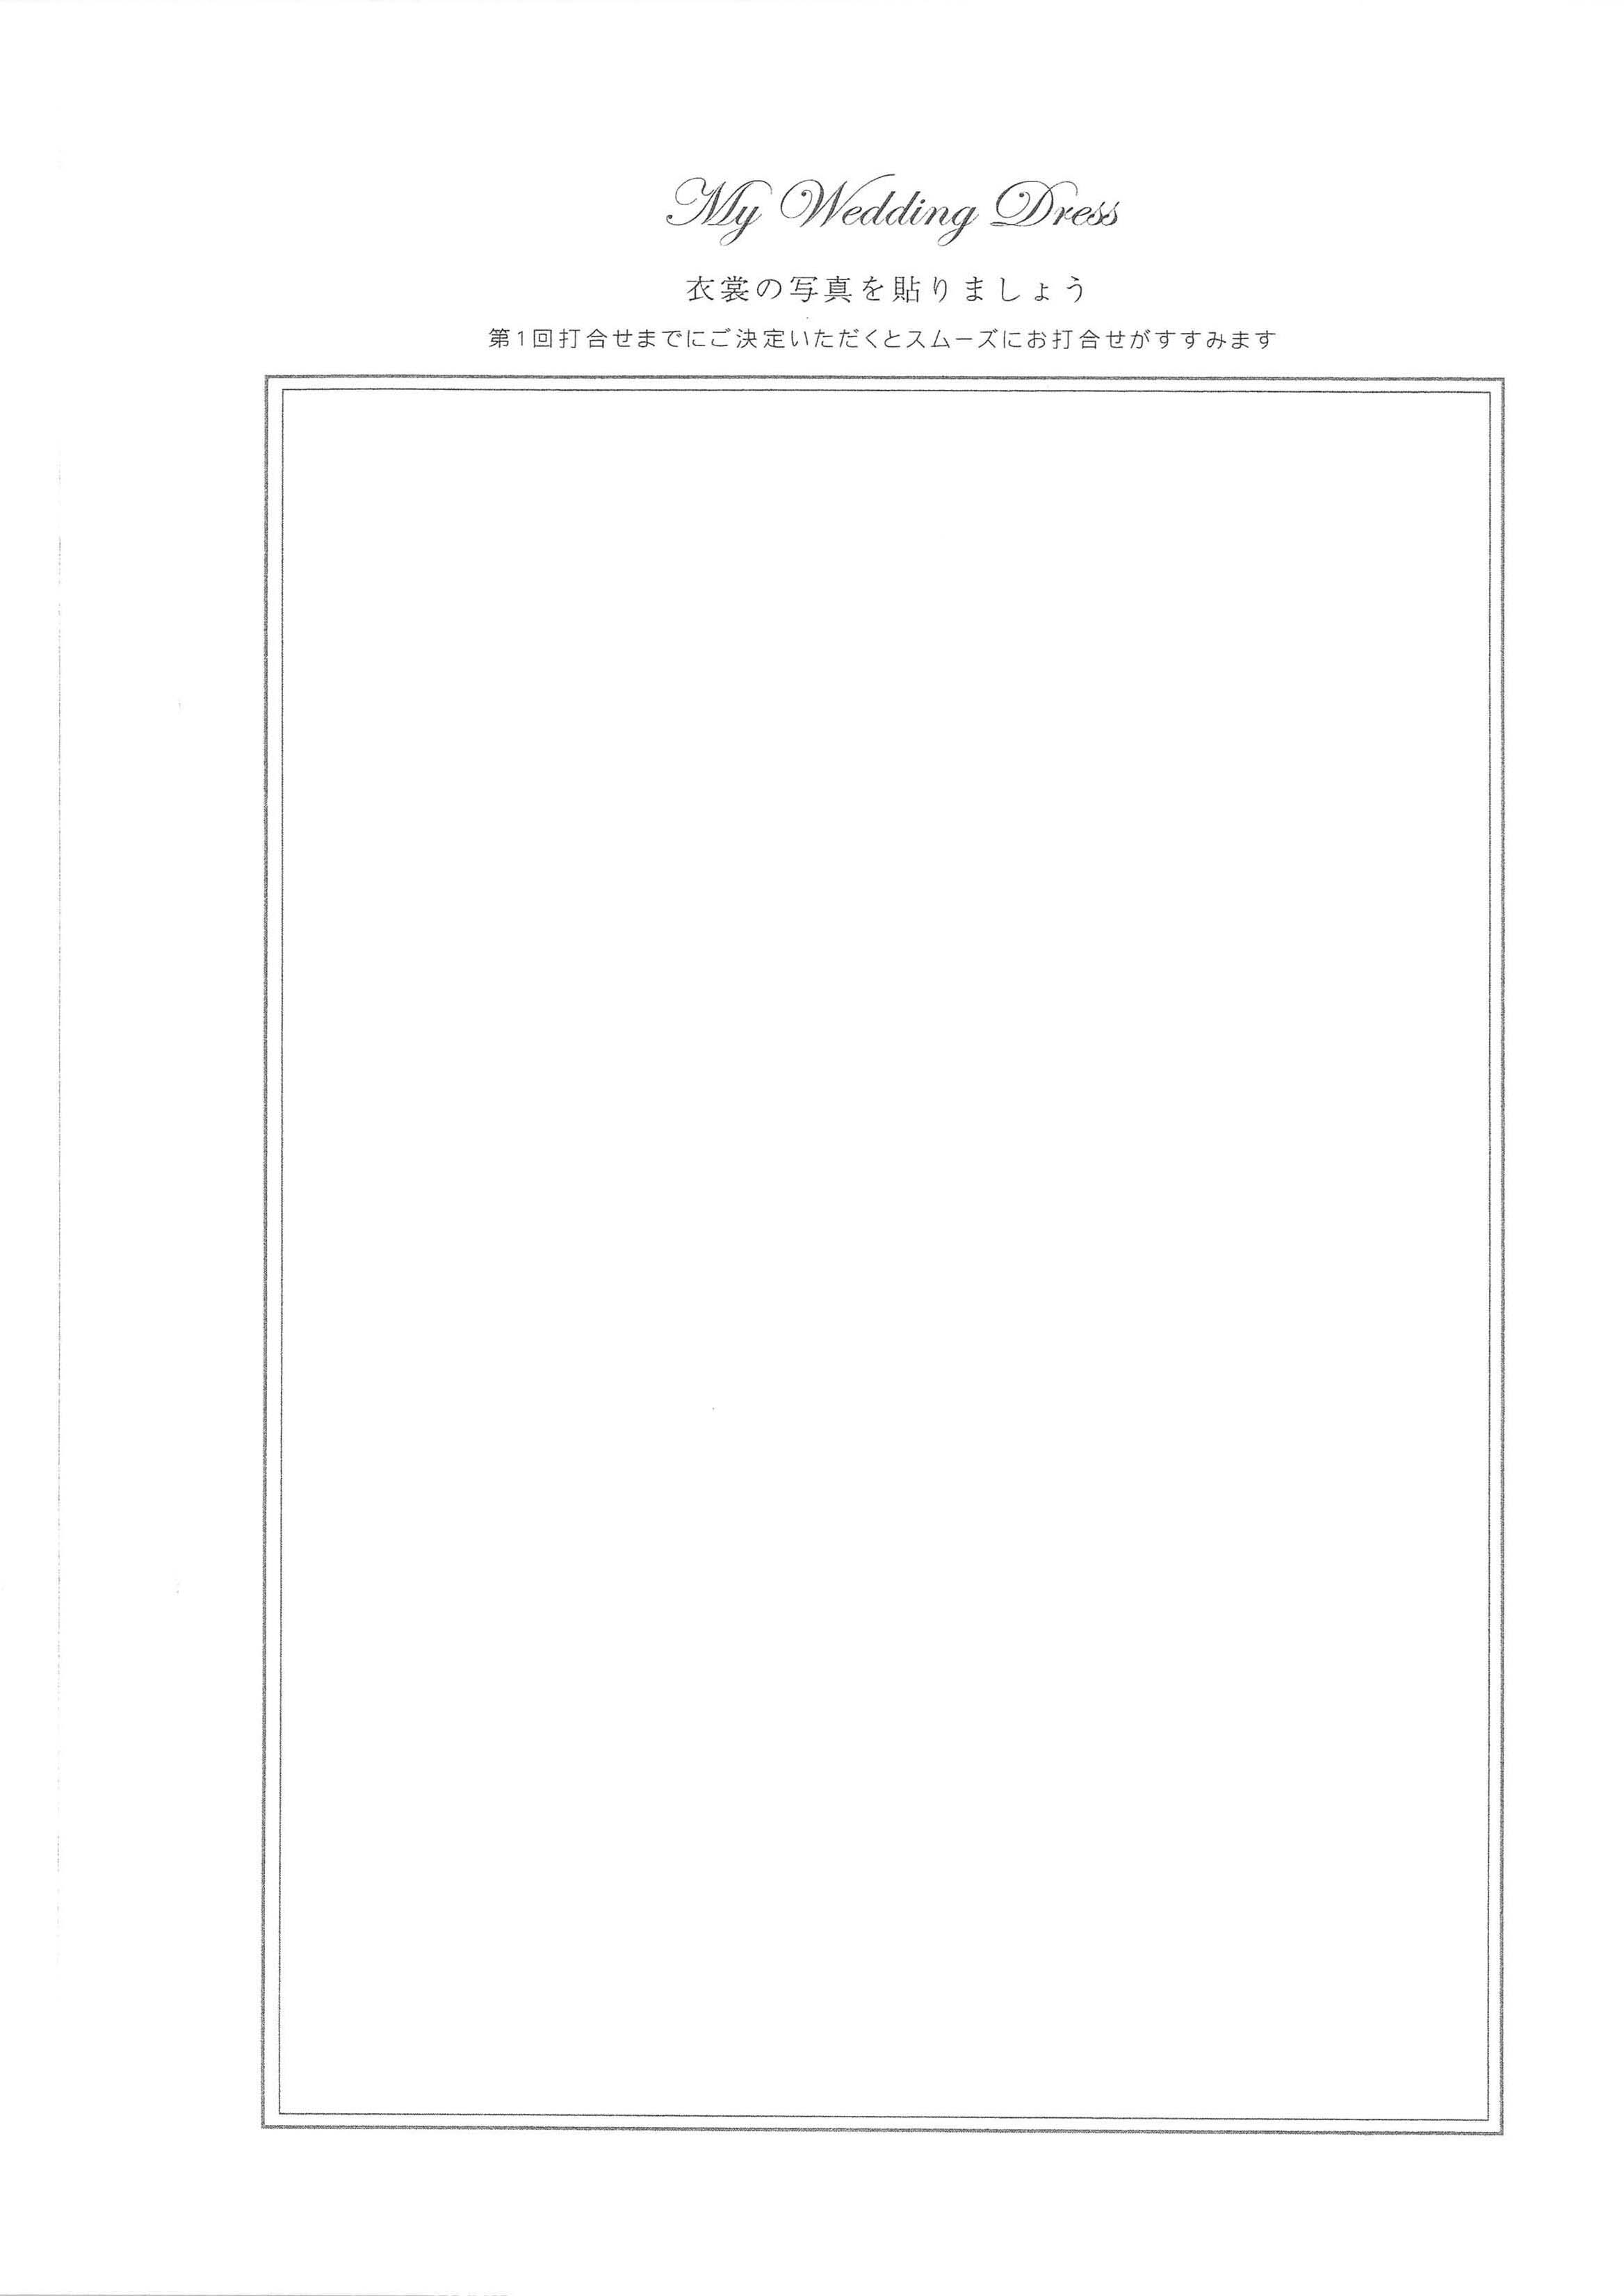 My Wedding Dress
衣裳の写真を貼りましょう
第1回打合せまでにご決定いただくとスムーズにお打合せがすすみます